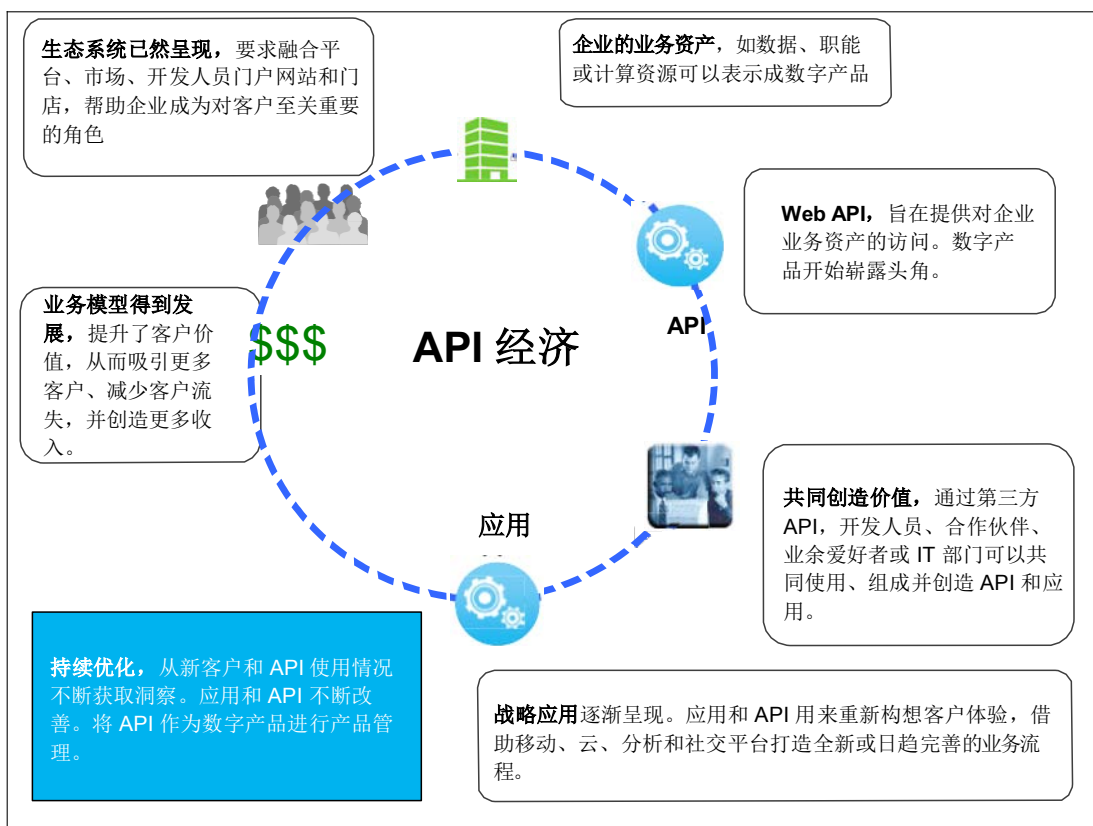 生态系统已然呈现，要求融合平
台、市场、开发人员门户网站和门
店，帮助企业成为对客户至关重要
的角色
企业的业务资产，如数据、职能
或计算资源可以表示成数字产品
Web API，旨在提供对企业
业务资产的访问。数字产
品开始崭露头角。
API
业务模型得到发
展，提升了客户价
值，从而吸引更多
客户、减少客户流
失，并创造更多收
入。
$$$
API 经济
共同创造价值，通过第三方
API，开发人员、合作伙伴、
业余爱好者或 IT 部门可以共
同使用、组成并创造 API 和应
用。
应用
持续优化，从新客户和 API 使用情况
不断获取洞察。应用和 API 不断改
善。将 API 作为数字产品进行产品管
理。
战略应用逐渐呈现。应用和 API 用来重新构想客户体验，借
助移动、云、分析和社交平台打造全新或日趋完善的业务流
程。